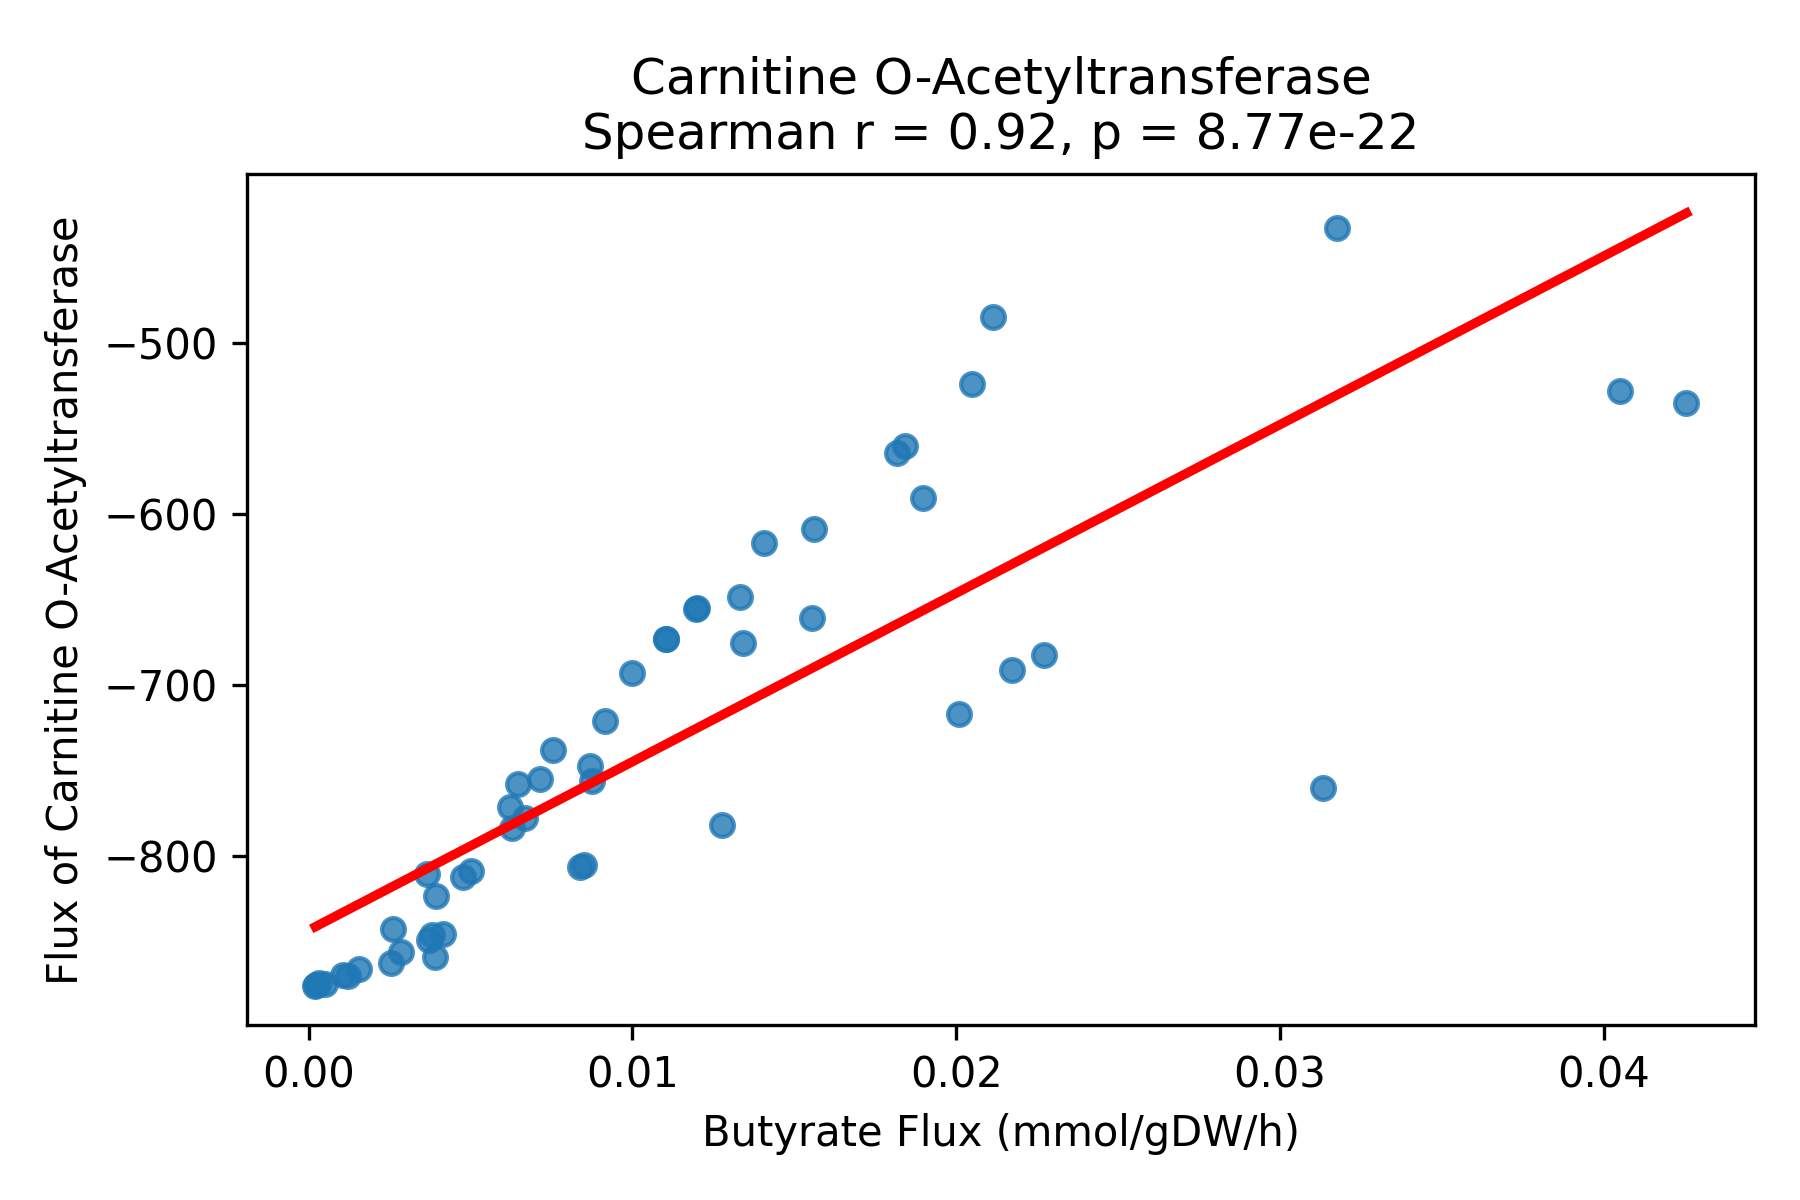 Carnitine O-Acetyltransferase
Spearman r = 0.92, p = 8.77e-22
Flux of Carnitine O-Acetyltransferase
−500
−600
−700
−800
0.00 0.01 0.02 0.03 0.04
Butyrate Flux (mmol/gDW/h)